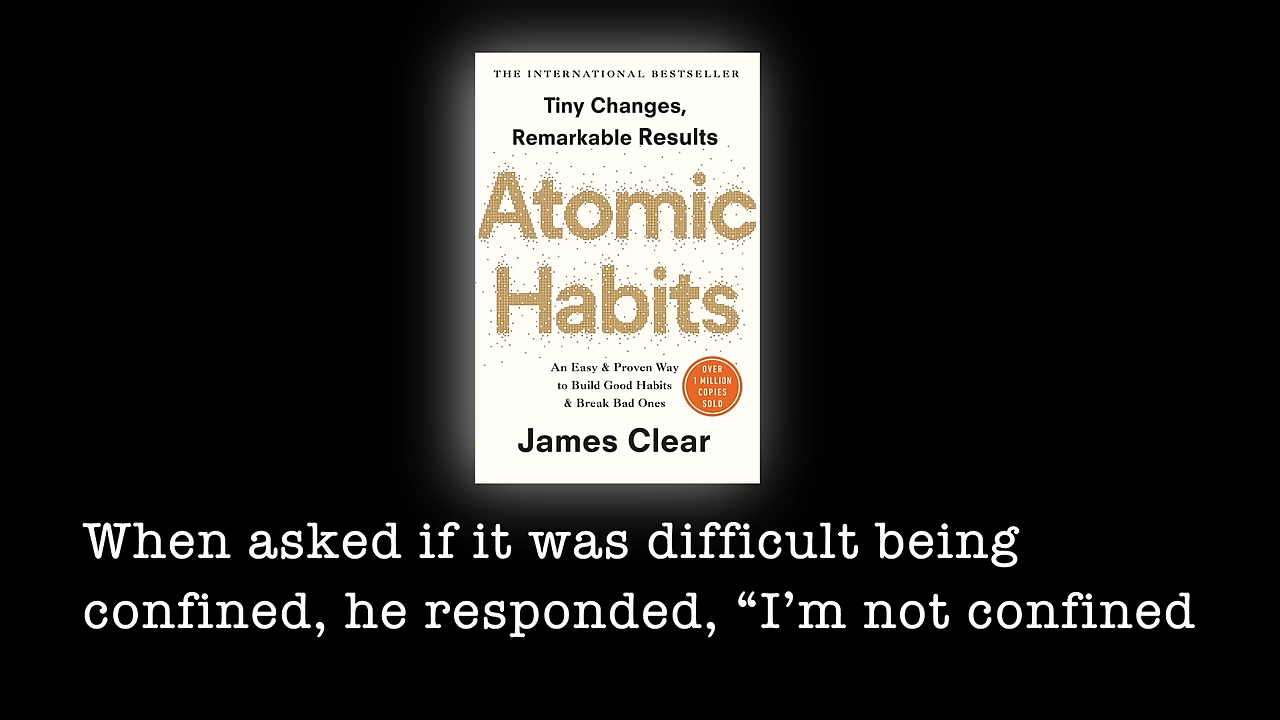 THE INTERNATIONAL BESTSELLER
Tiny Changes,
Remarkable Results
Atomic
Habits
An Easy & Proven Way
to Build Good Habits
& Break Bad Ones
OVER
1 MILLION
COPIES
SOLD
James Clear
When asked if it was difficult being
confined, he responded, “I’m not confined